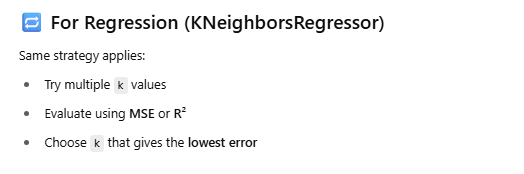 For Regression (KNeighborsRegressor)
Same strategy applies:
• Try multiple k values
• Evaluate using MSE or R²
• Choose k that gives the lowest error